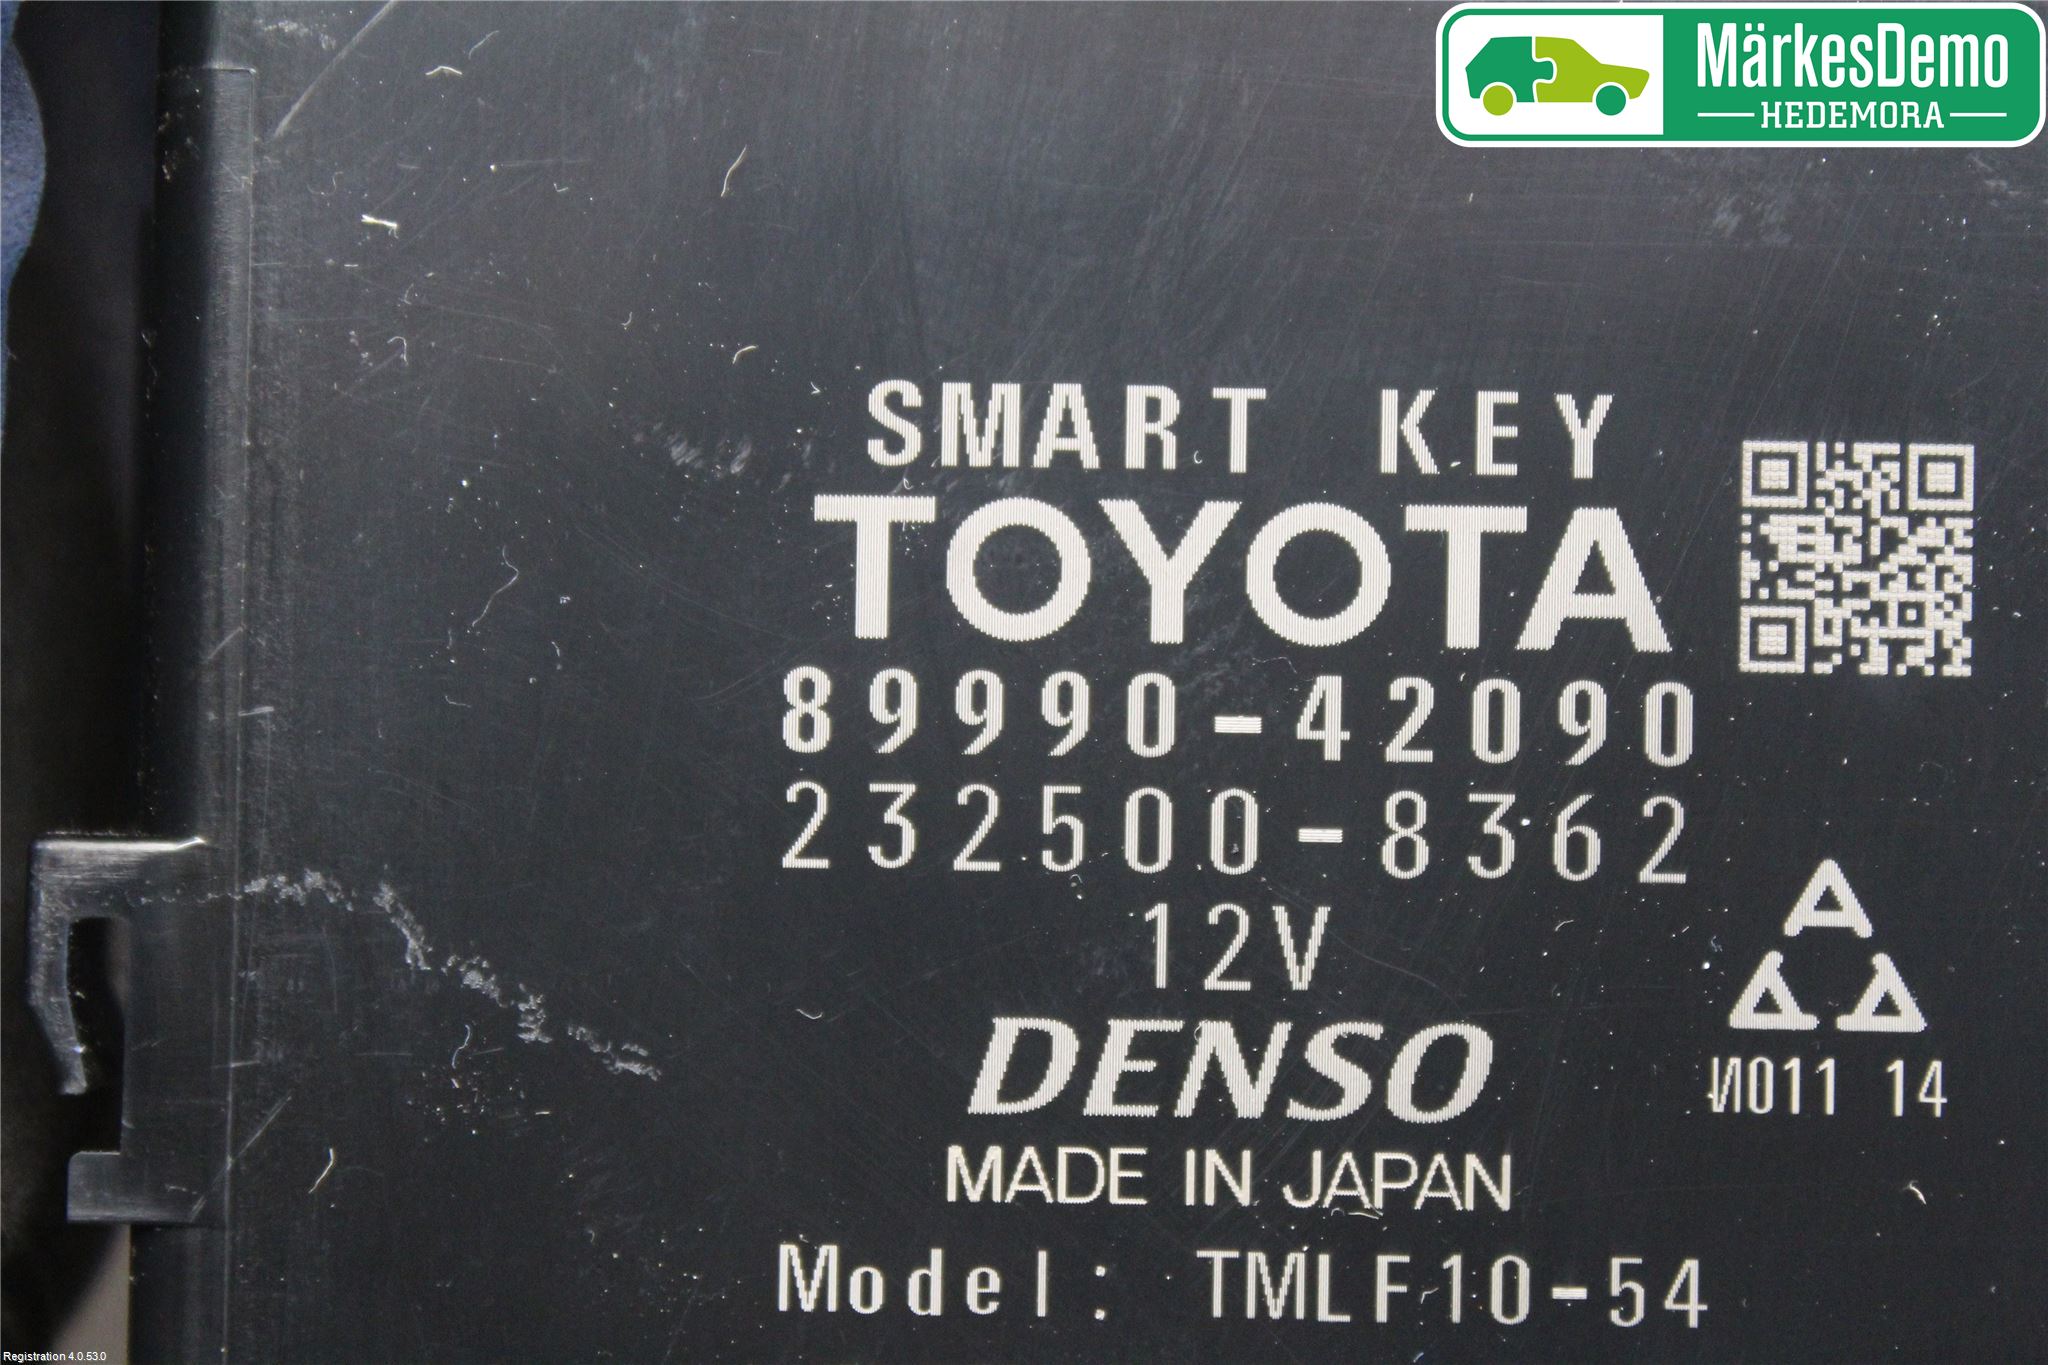 MärkesDemo
HEDEMORA
SMART KEY
TOYOTA
89990-42090
232500-8362
12V
DENSO
MADE IN JAPAN
Model: TMLF10-54
И011 14
Registration 4.0.53.0